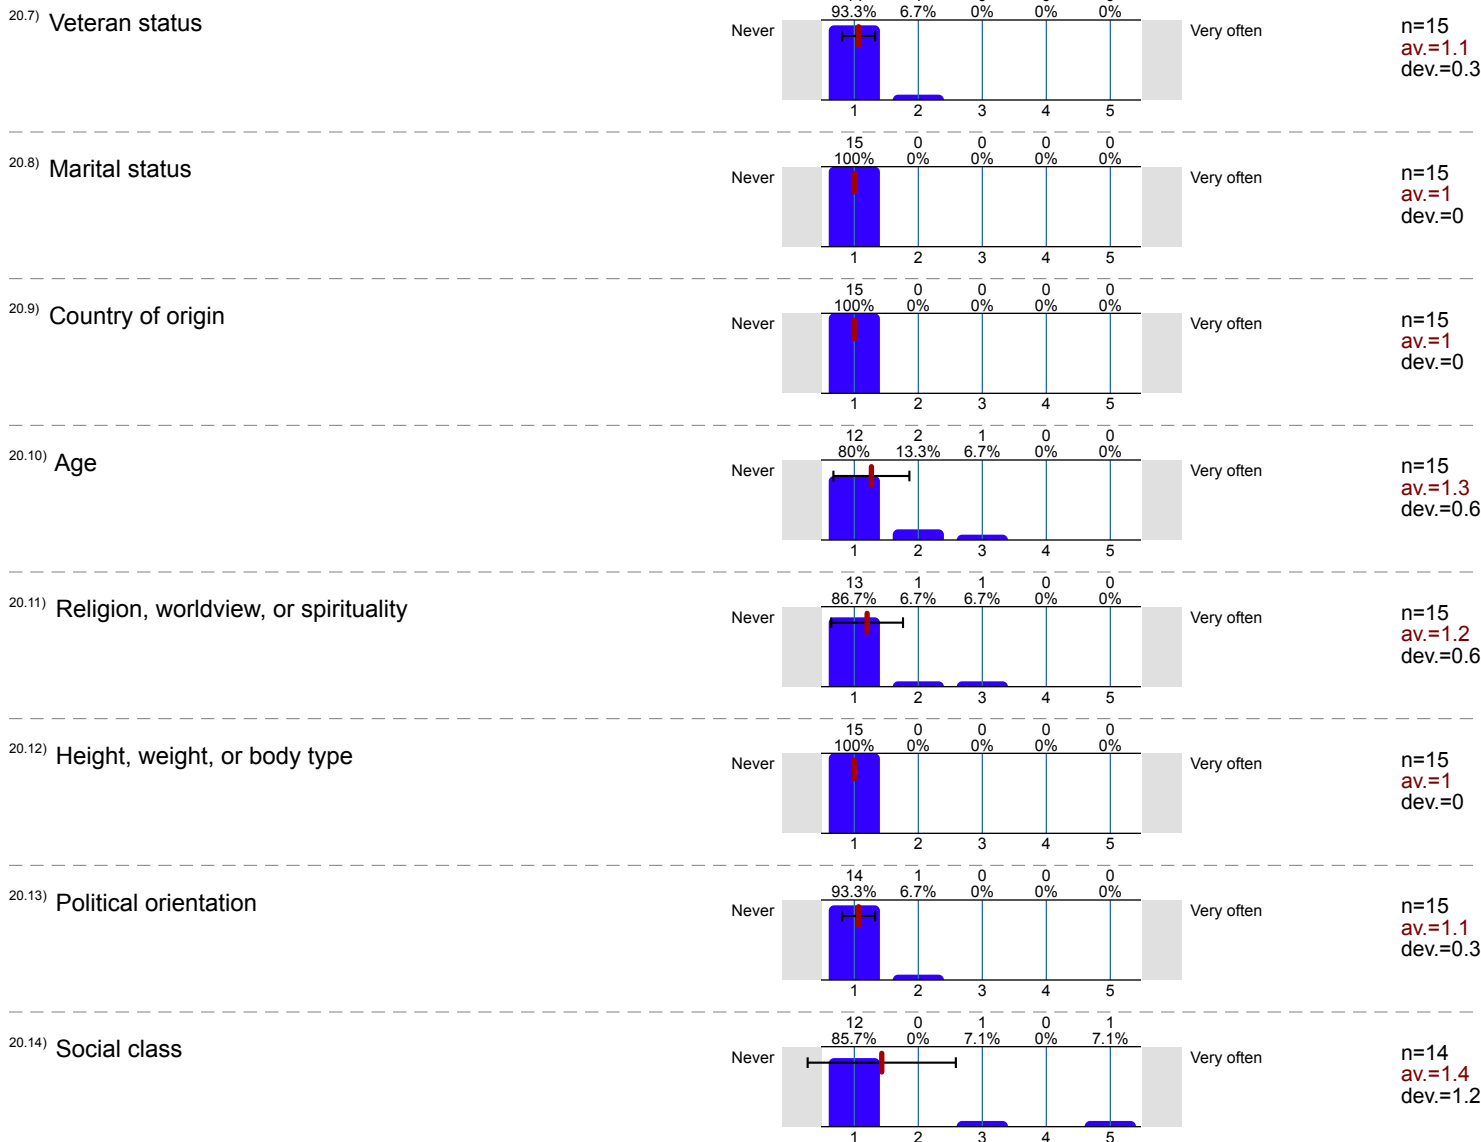 93.3% 6.7% 0% 0% 0%
20.7) Veteran status Never Very often n=15
av.=1.1
dev.=0.3
1 2 3 4 5
15 0 0 0 0
100% 0% 0% 0% 0%
20.8) Marital status Never Very often n=15
av.=1
dev.=0
1 2 3 4 5
15 0 0 0 0
100% 0% 0% 0% 0%
20.9) Country of origin Never Very often n=15
av.=1
dev.=0
1 2 3 4 5
12 2 1 0 0
80% 13.3% 6.7% 0% 0%
20.10) Age Never Very often n=15
av.=1.3
dev.=0.6
1 2 3 4 5
13 1 1 0 0
86.7% 6.7% 6.7% 0% 0%
20.11) Religion, worldview, or spirituality Never Very often n=15
av.=1.2
dev.=0.6
1 2 3 4 5
15 0 0 0 0
100% 0% 0% 0% 0%
20.12) Height, weight, or body type Never Very often n=15
av.=1
dev.=0
1 2 3 4 5
14 1 0 0 0
93.3% 6.7% 0% 0% 0%
20.13) Political orientation Never Very often n=15
av.=1.1
dev.=0.3
1 2 3 4 5
12 0 1 0 1
85.7% 0% 7.1% 0% 7.1%
20.14) Social class Never Very often n=14
av.=1.4
dev.=1.2
1 2 3 4 5